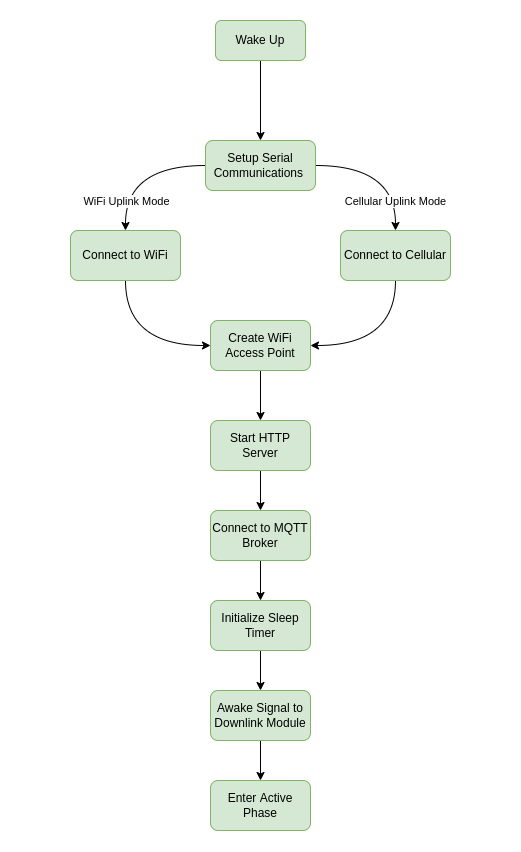 Wake Up
Setup Serial
Communications
WiFi Uplink Mode
Cellular Uplink Mode
Connect to WiFi
Connect to Cellular
Create WiFi
Access Point
Start HTTP
Server
Connect to MQTT
Broker
Initialize Sleep
Timer
Awake Signal to
Downlink Module
Enter Active
Phase